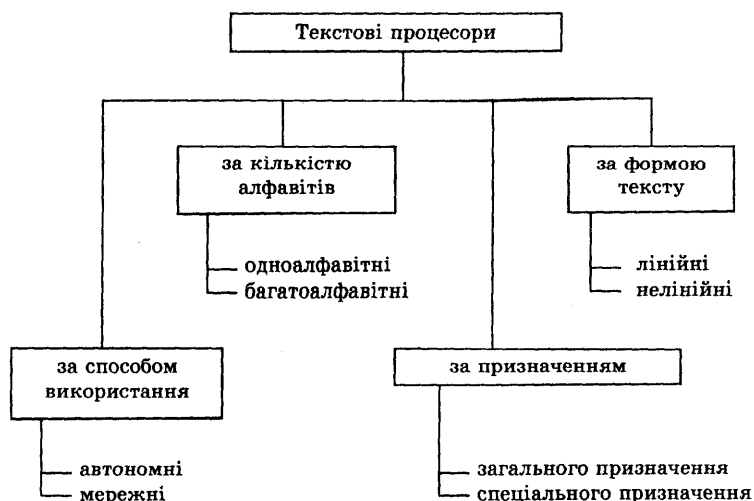 Текстові процесори
за кількістю
алфавітів
за формою
тексту
одноалфавітні
багатоалфавітні
лінійні
нелінійні
за способом
використання
за призначенням
автономні
мережні
загального призначення
спеціального призначення